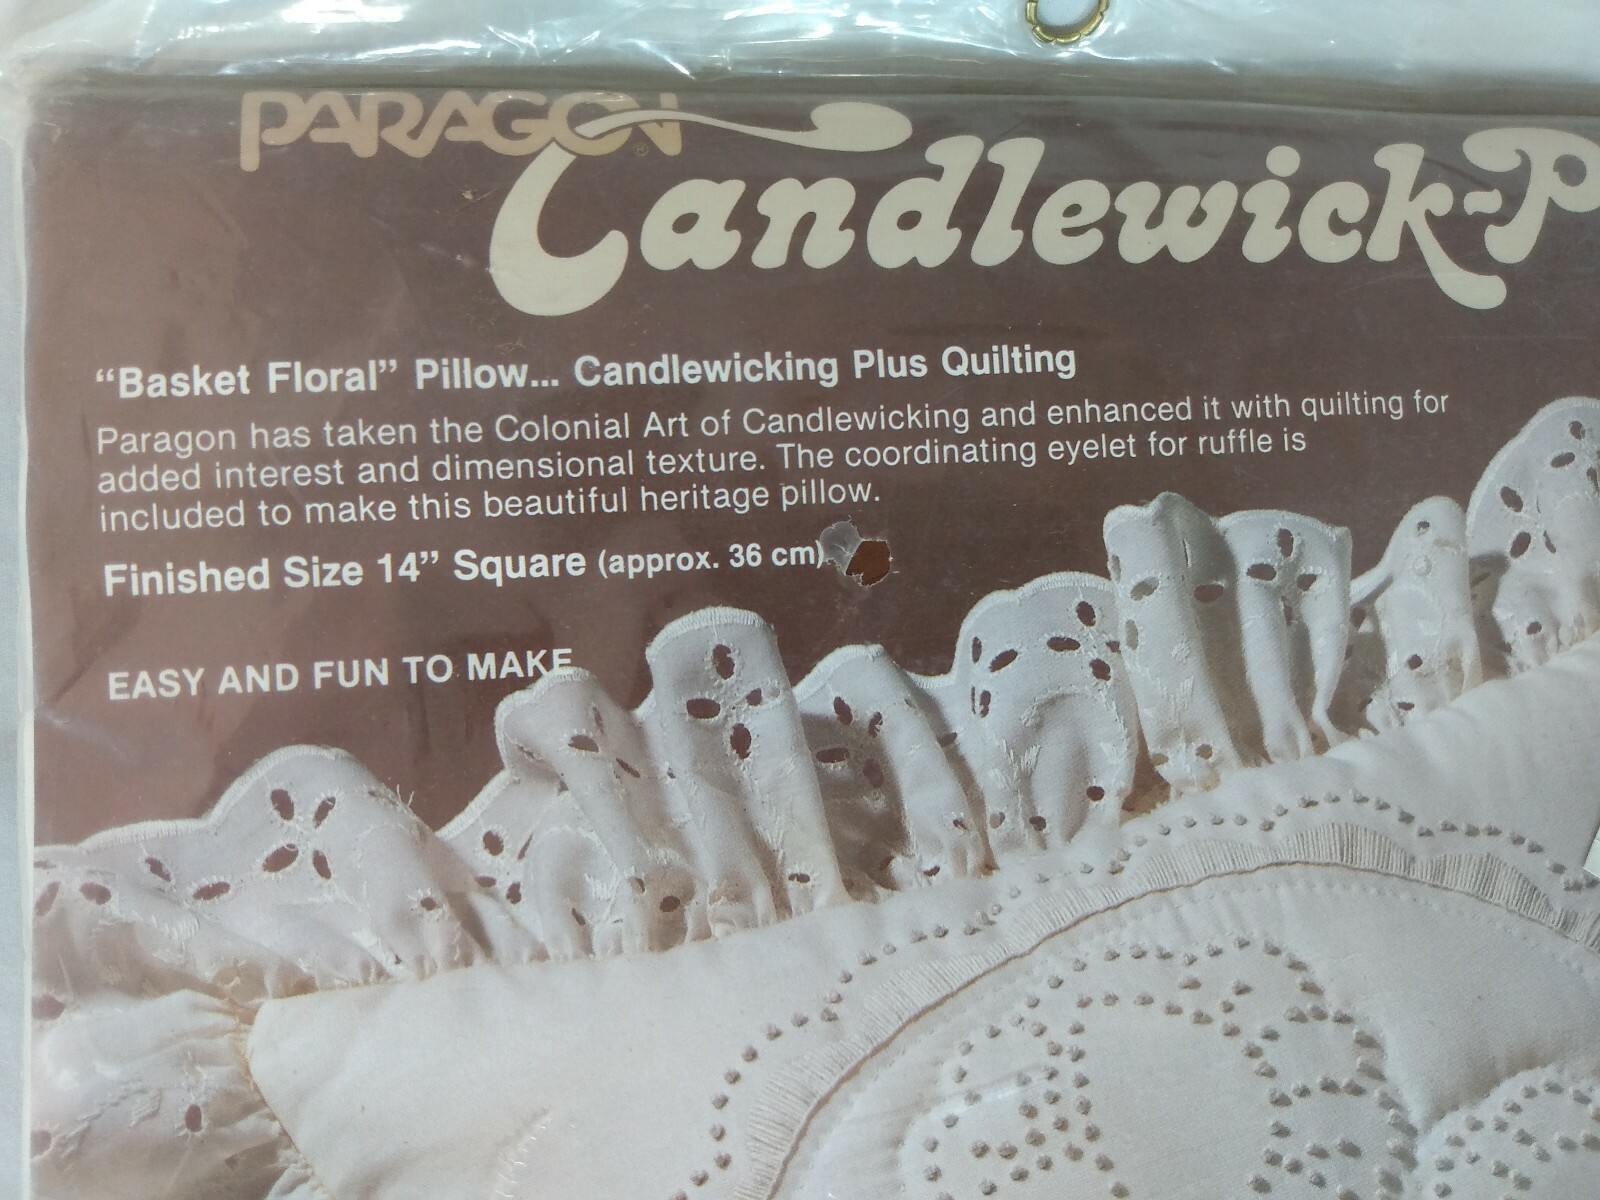 PARAGON®
Candlewick-P
“Basket Floral” Pillow... Candlewicking Plus Quilting
Paragon has taken the Colonial Art of Candlewicking and enhanced it with quilting for
added interest and dimensional texture. The coordinating eyelet for ruffle is
included to make this beautiful heritage pillow.
Finished Size 14” Square (approx. 36 cm)
EASY AND FUN TO MAKE